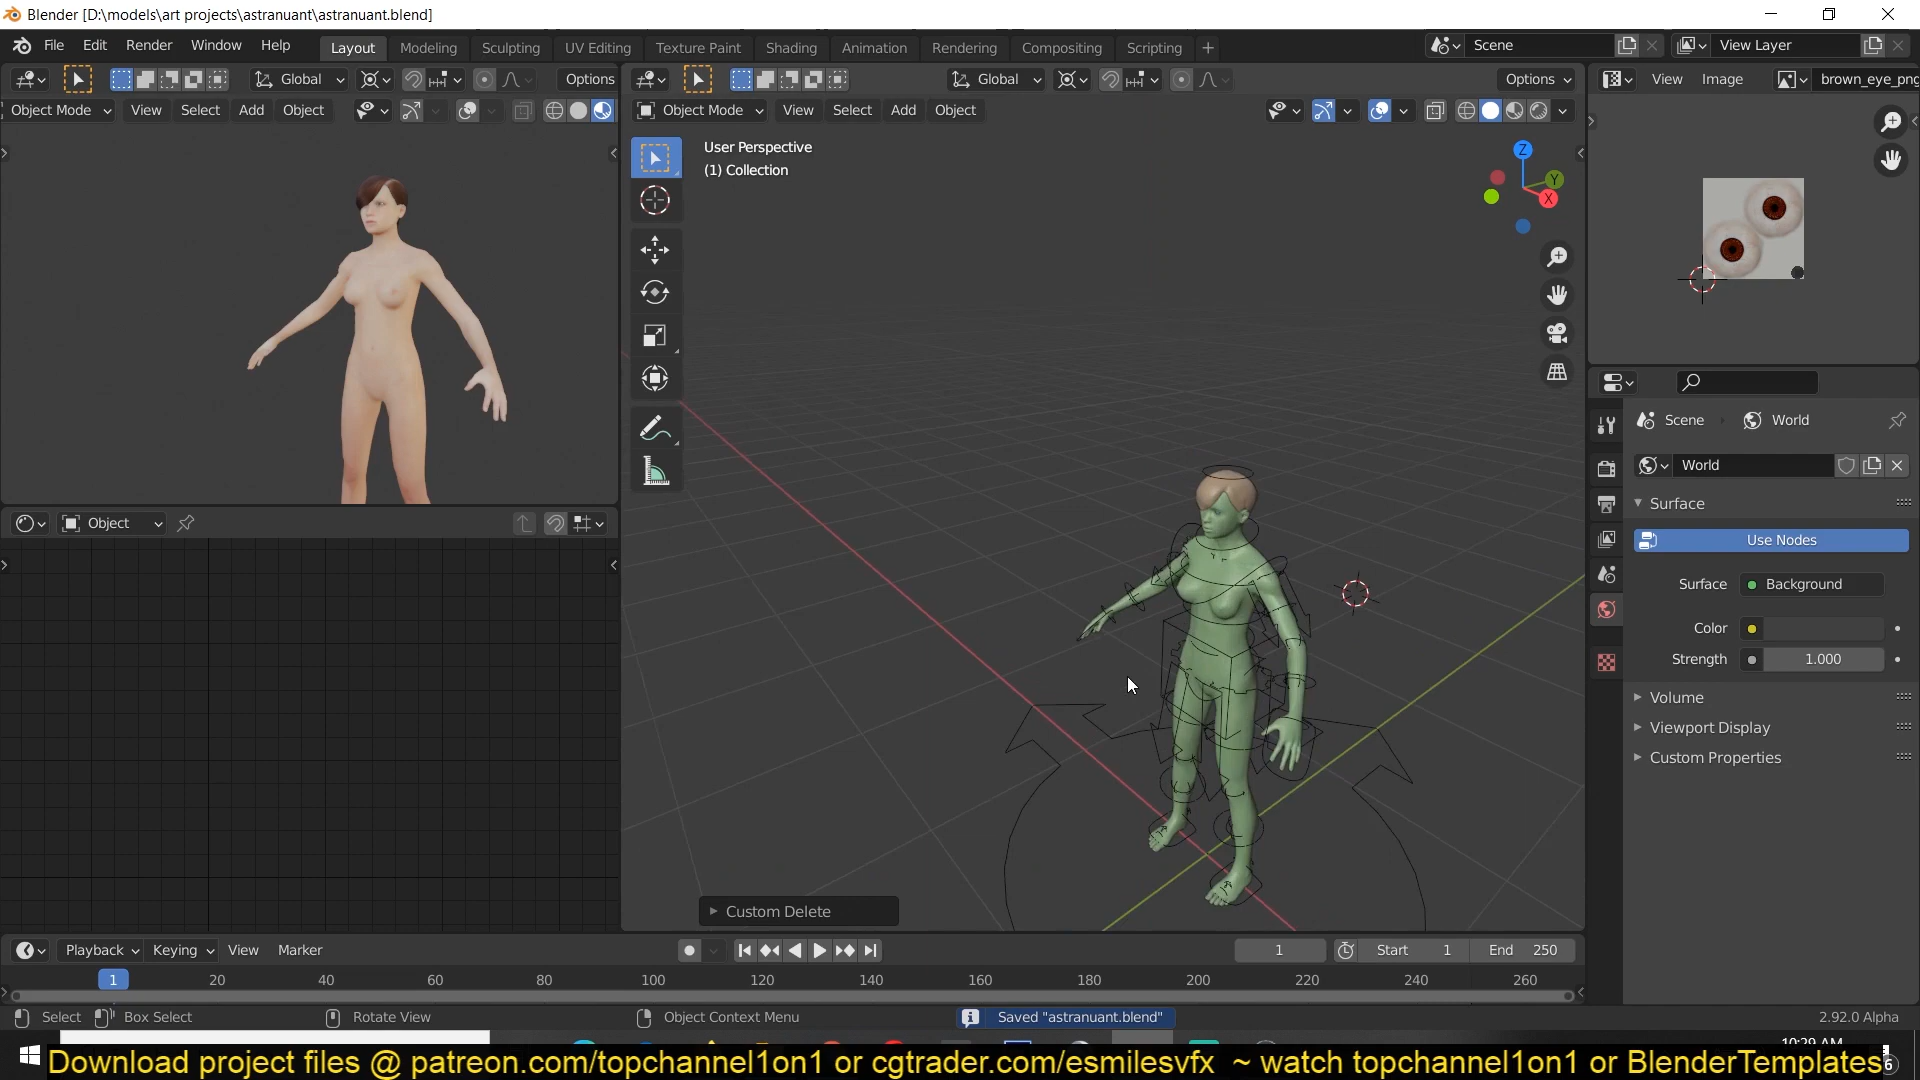 Blender [D:\models\art projects\astranuant\astranuant.blend]
File Edit Render Window Help Layout Modeling Sculpting UV Editing Texture Paint Shading Animation Rendering Compositing Scripting + Scene View Layer
Global Options Global Options View Image brown_eye_png
Object Mode View Select Add Object Object Mode View Select Add Object
User Perspective
(1) Collection
Z
Y
X
Scene World
World
Surface
Object
Use Nodes
Surface Background
Color
Strength 1.000
Volume
Viewport Display
Custom Properties
Custom Delete
Playback Keying View Marker 1 Start 1 End 250
1 20 40 60 80 100 120 140 160 180 200 220 240 260
Select Box Select Rotate View Object Context Menu Saved "astranuant.blend" 2.92.0 Alpha
10:29 AM
Download project files @ patreon.com/topchannel1on1 or cgtrader.com/esmilesvfx ~ watch topchannel1on1 or BlenderTemplates